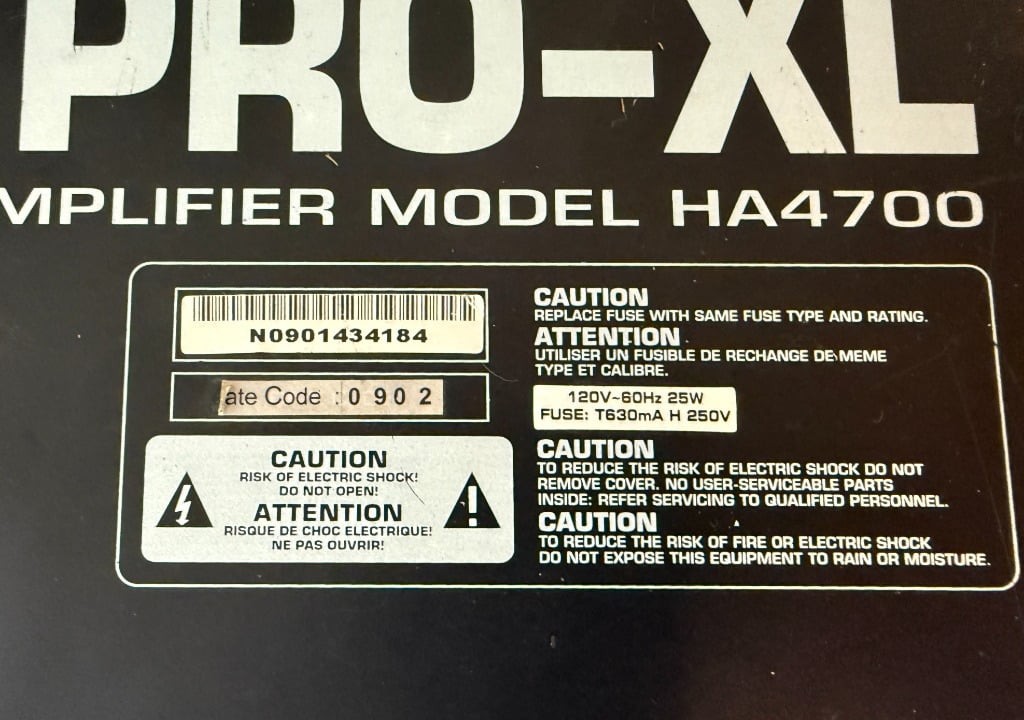 PRO-XL
MPLIFIER MODEL HA4700
N0901434184
ate Code : 0902
CAUTION
RISK OF ELECTRIC SHOCK!
DO NOT OPEN!
ATTENTION
RISQUE DE CHOC ELECTRIQUE!
NE PAS OUVRIR!
CAUTION
REPLACE FUSE WITH SAME FUSE TYPE AND RATING.
ATTENTION
UTILISER UN FUSIBLE DE RECHANGE DE MEME
TYPE ET CALIBRE.
120V~60Hz 25W
FUSE: T630mA H 250V
CAUTION
TO REDUCE THE RISK OF ELECTRIC SHOCK DO NOT
REMOVE COVER. NO USER-SERVICEABLE PARTS
INSIDE: REFER SERVICING TO QUALIFIED PERSONNEL.
CAUTION
TO REDUCE THE RISK OF FIRE OR ELECTRIC SHOCK
DO NOT EXPOSE THIS EQUIPMENT TO RAIN OR MOISTURE.